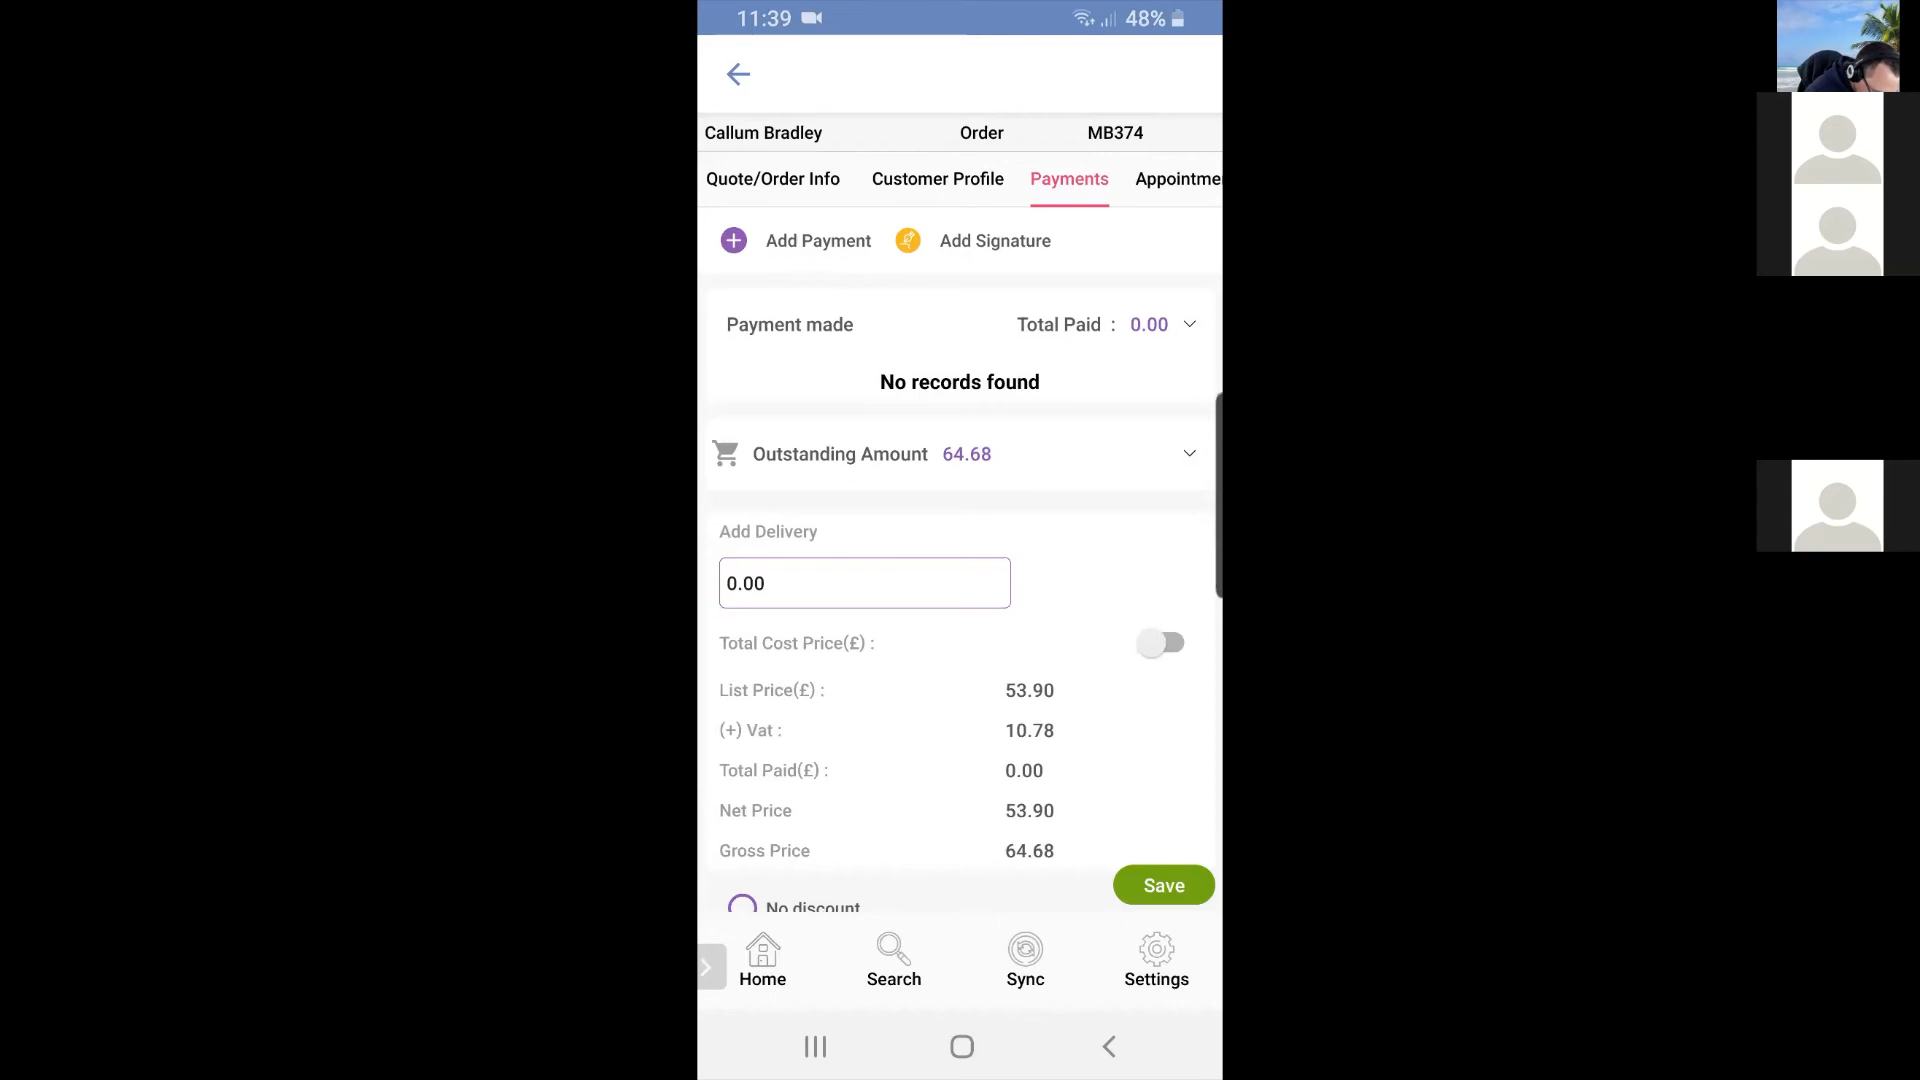 11:39 48%
Callum Bradley Order MB374
Quote/Order Info Customer Profile Payments Appointme
Add Payment Add Signature
Payment made Total Paid : 0.00
No records found
Outstanding Amount 64.68
Add Delivery
0.00
Total Cost Price(£) :
List Price(£) : 53.90
(+) Vat : 10.78
Total Paid(£) : 0.00
Net Price 53.90
Gross Price 64.68
Save
No discount
Home Search Sync Settings